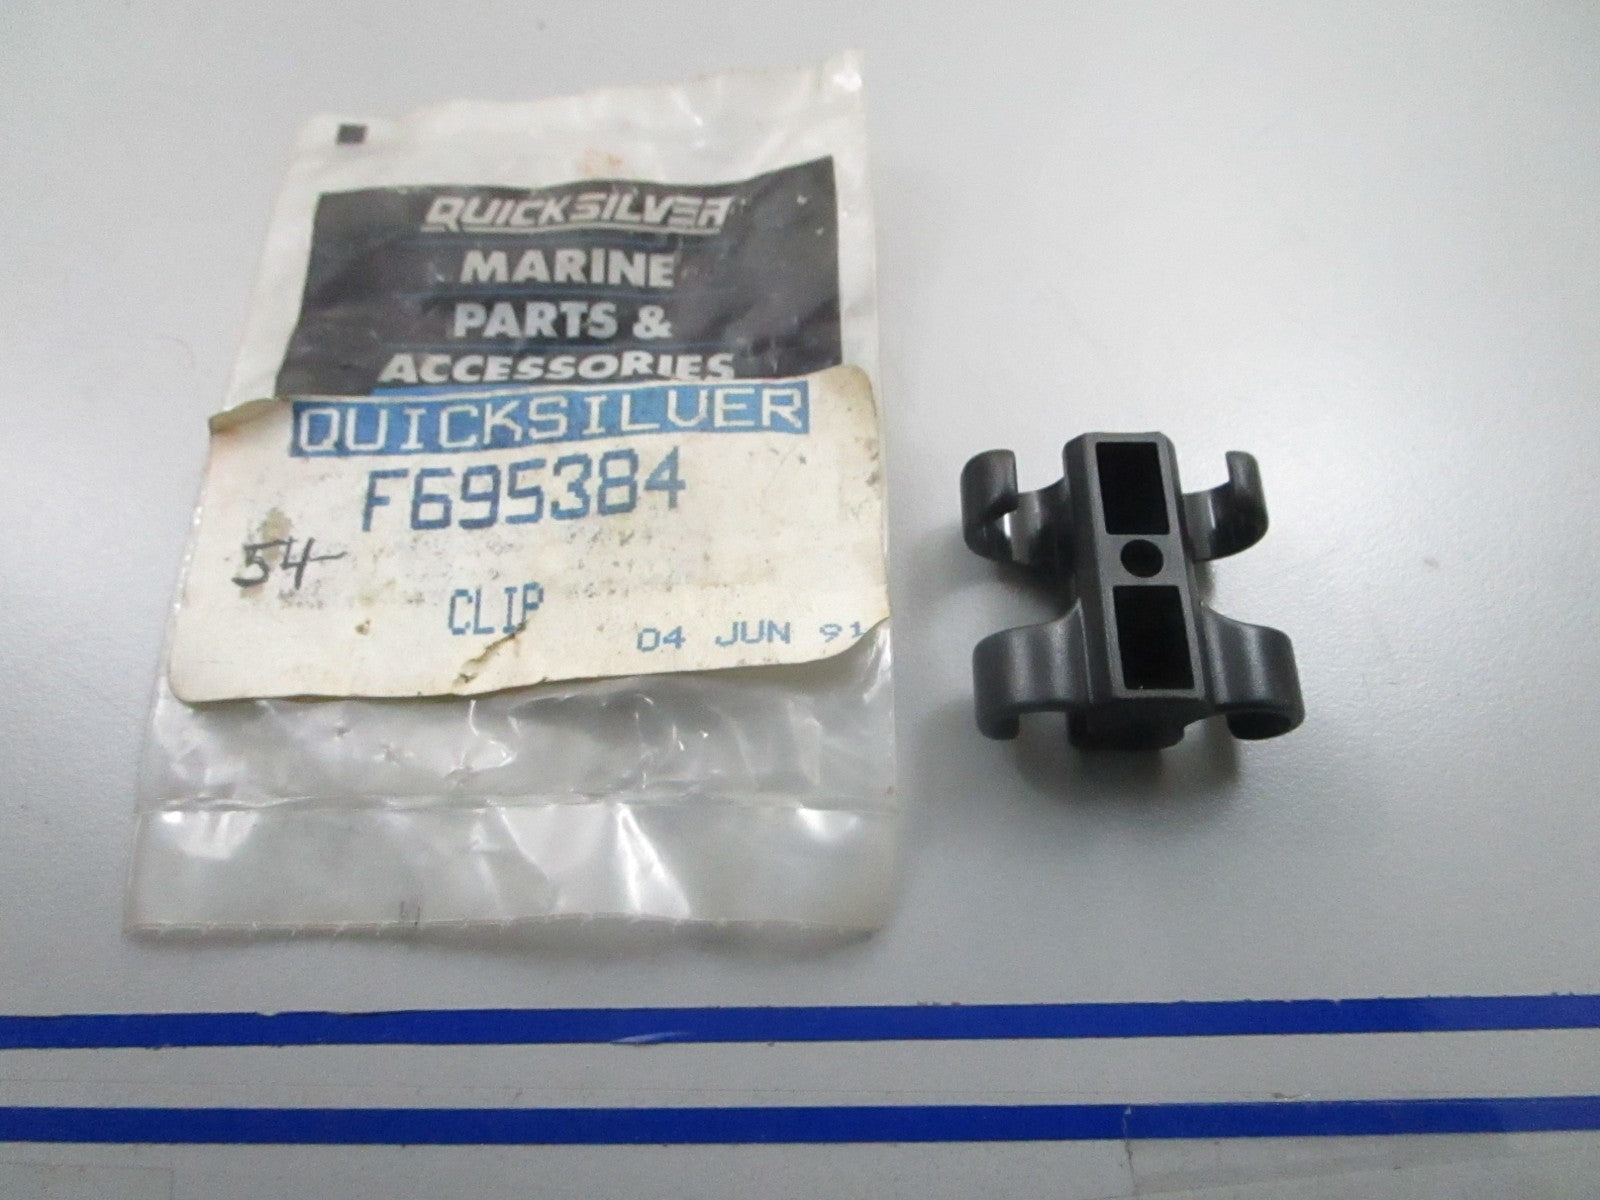 QUICKSILVER
MARINE
PARTS &
ACCESSORIES
QUICKSILVER
F695384
54
CLIP
04 JUN 91